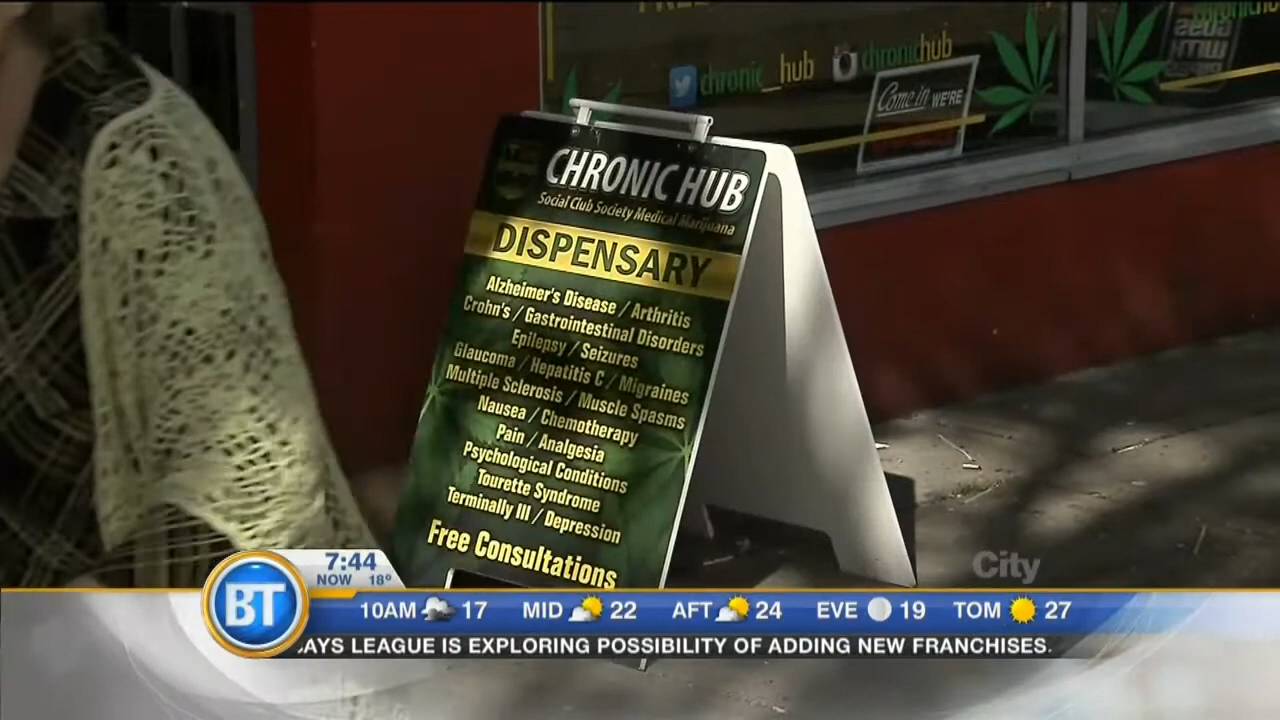 chronic_hub chronichub
Come in WE'RE
CHRONIC HUB
Social Club Society Medical Marijuana
DISPENSARY
Alzheimer's Disease / Arthritis
Crohn's / Gastrointestinal Disorders
Epilepsy / Seizures
Glaucoma / Hepatitis C / Migraines
Multiple Sclerosis / Muscle Spasms
Nausea / Chemotherapy
Pain / Analgesia
Psychological Conditions
Tourette Syndrome
Terminally Ill / Depression
Free Consultations
City
7:44
NOW 18°
BT
10AM 17 MID 22 AFT 24 EVE 19 TOM 27
AYS LEAGUE IS EXPLORING POSSIBILITY OF ADDING NEW FRANCHISES.